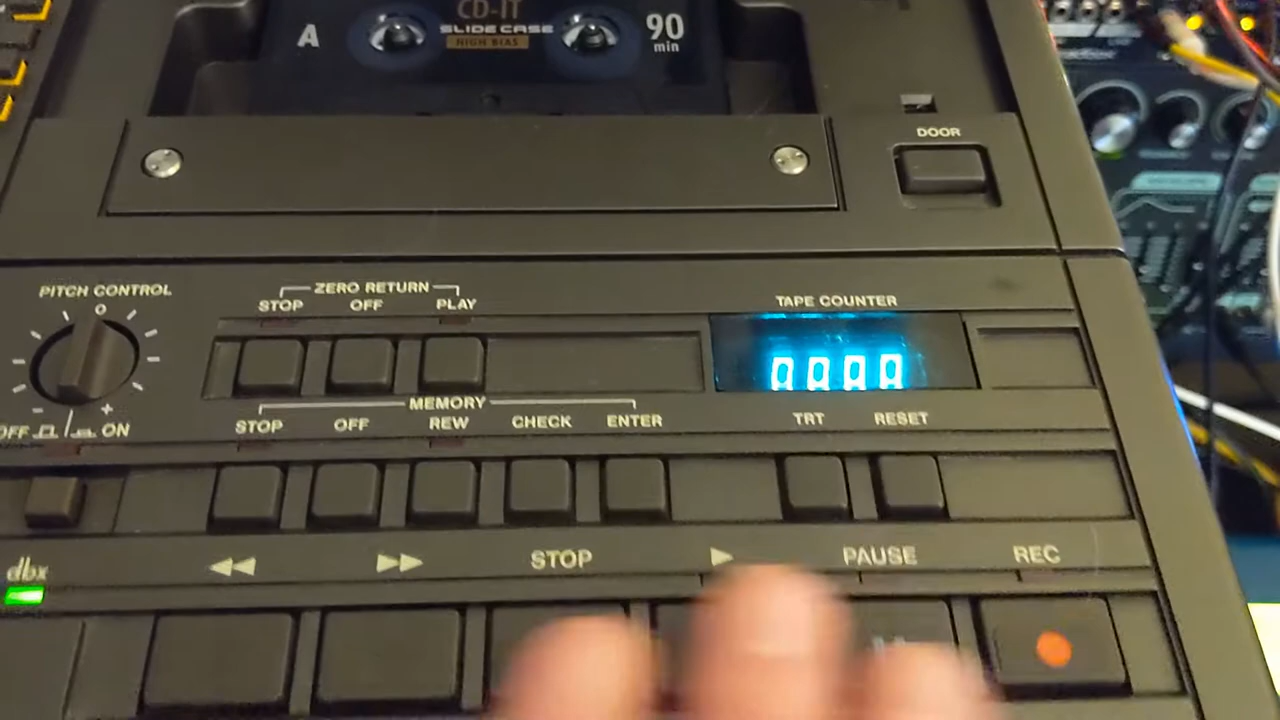 CD-IT
A
SLIDE CASE
HIGH BIAS
90
min
DOOR
PITCH CONTROL
0
- +
OFF ON
ZERO RETURN
STOP OFF PLAY
TAPE COUNTER
0000
MEMORY
STOP OFF REW CHECK ENTER
TRT RESET
dbx
STOP
PAUSE
REC